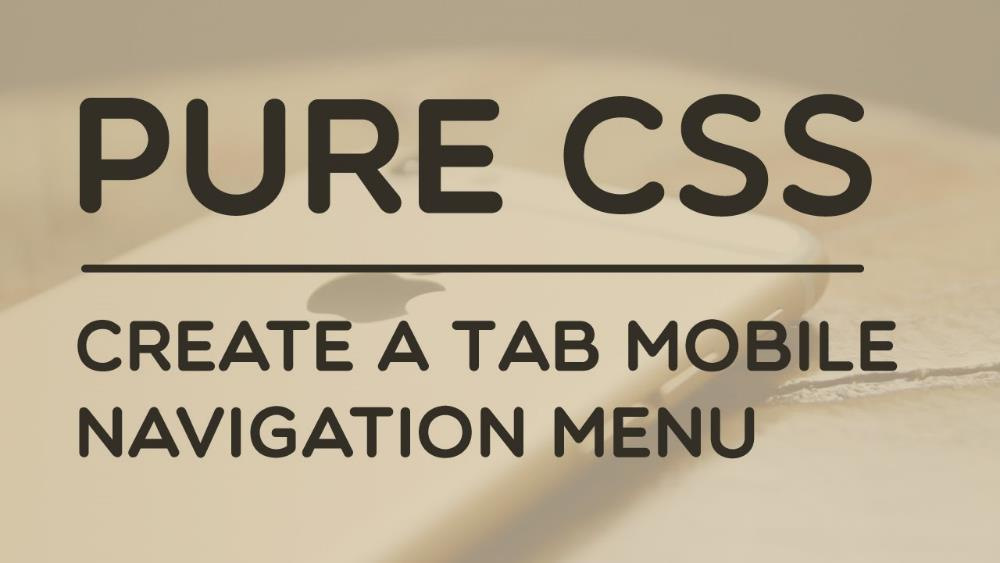 PURE CSS
CREATE A TAB MOBILE
NAVIGATION MENU